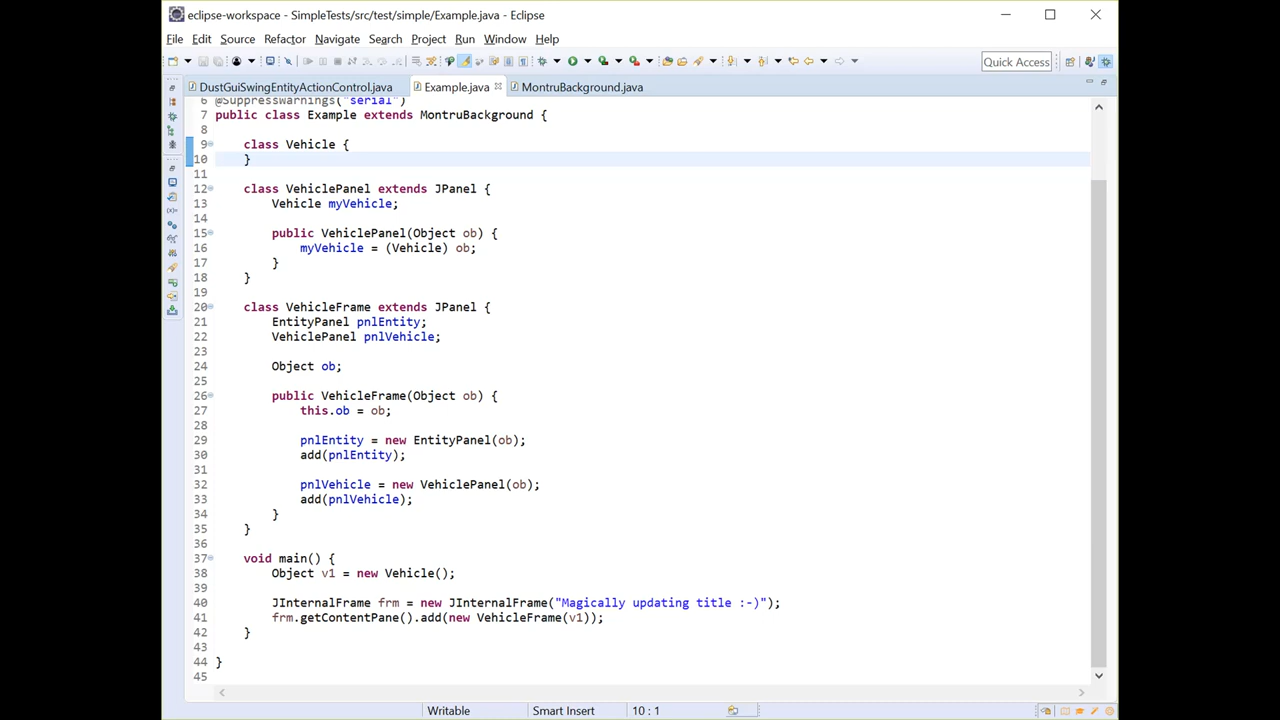 eclipse-workspace - SimpleTests/src/test/simple/Example.java - Eclipse
File Edit Source Refactor Navigate Search Project Run Window Help
Quick Access
DustGuiSwingEntityActionControl.java Example.java MontruBackground.java
6 @SuppressWarnings("serial")
7 public class Example extends MontruBackground {
8
9 class Vehicle {
10 }
11
12 class VehiclePanel extends JPanel {
13 Vehicle myVehicle;
14
15 public VehiclePanel(Object ob) {
16 myVehicle = (Vehicle) ob;
17 }
18 }
19
20 class VehicleFrame extends JPanel {
21 EntityPanel pnlEntity;
22 VehiclePanel pnlVehicle;
23
24 Object ob;
25
26 public VehicleFrame(Object ob) {
27 this.ob = ob;
28
29 pnlEntity = new EntityPanel(ob);
30 add(pnlEntity);
31
32 pnlVehicle = new VehiclePanel(ob);
33 add(pnlVehicle);
34 }
35 }
36
37 void main() {
38 Object v1 = new Vehicle();
39
40 JInternalFrame frm = new JInternalFrame("Magically updating title :-)");
41 frm.getContentPane().add(new VehicleFrame(v1));
42 }
43
44 }
45
Writable Smart Insert 10 : 1